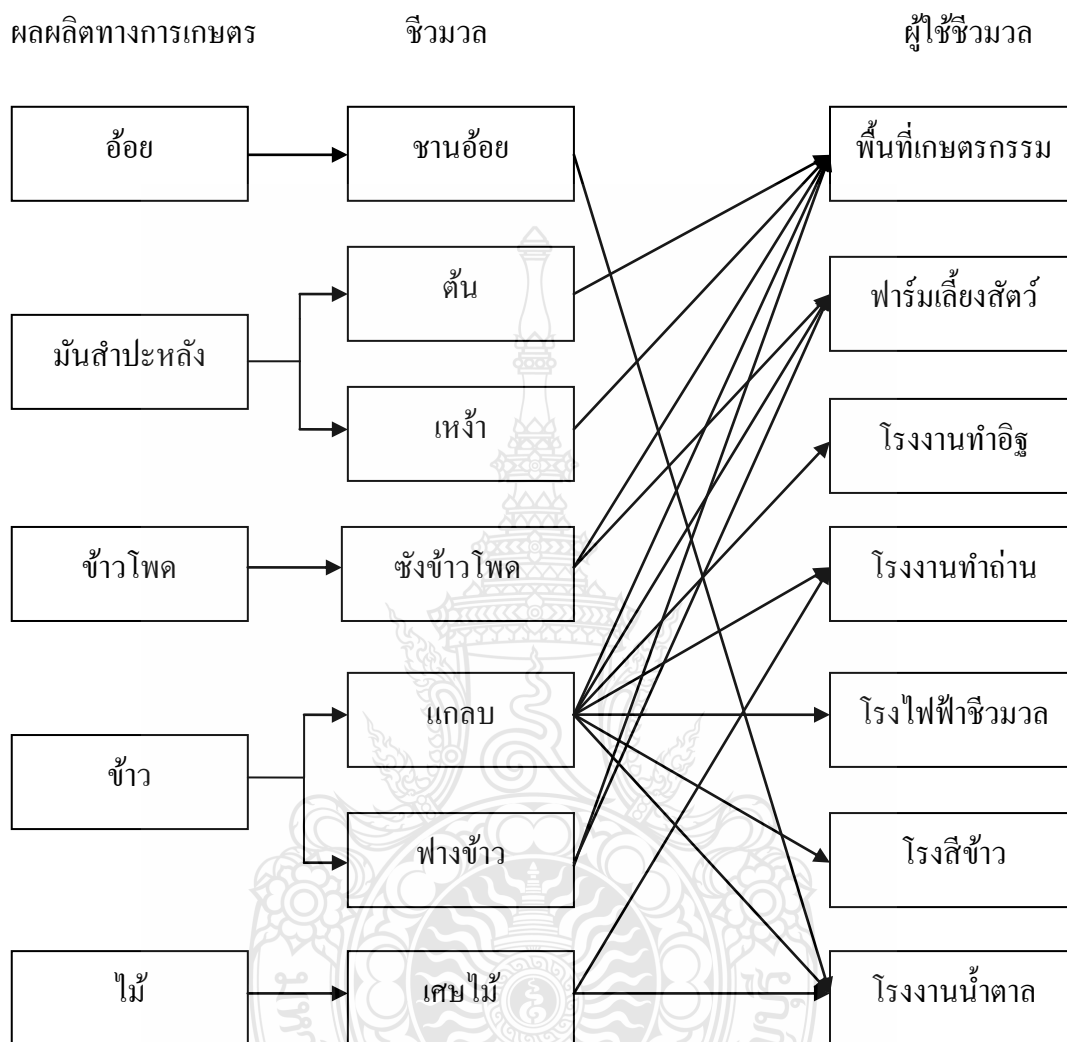 ผลผลิตทางการเกษตร ชีวมวล ผู้ใช้ชีวมวล
อ้อย ชานอ้อย พื้นที่เกษตรกรรม
ต้น ฟาร์มเลี้ยงสัตว์
มันสำปะหลัง
เหง้า โรงงานทำอิฐ
ข้าวโพด ซังข้าวโพด โรงงานทำถ่าน
แกลบ โรงไฟฟ้าชีวมวล
ข้าว
ฟางข้าว โรงสีข้าว
ไม้ เศษไม้ โรงงานน้ำตาล